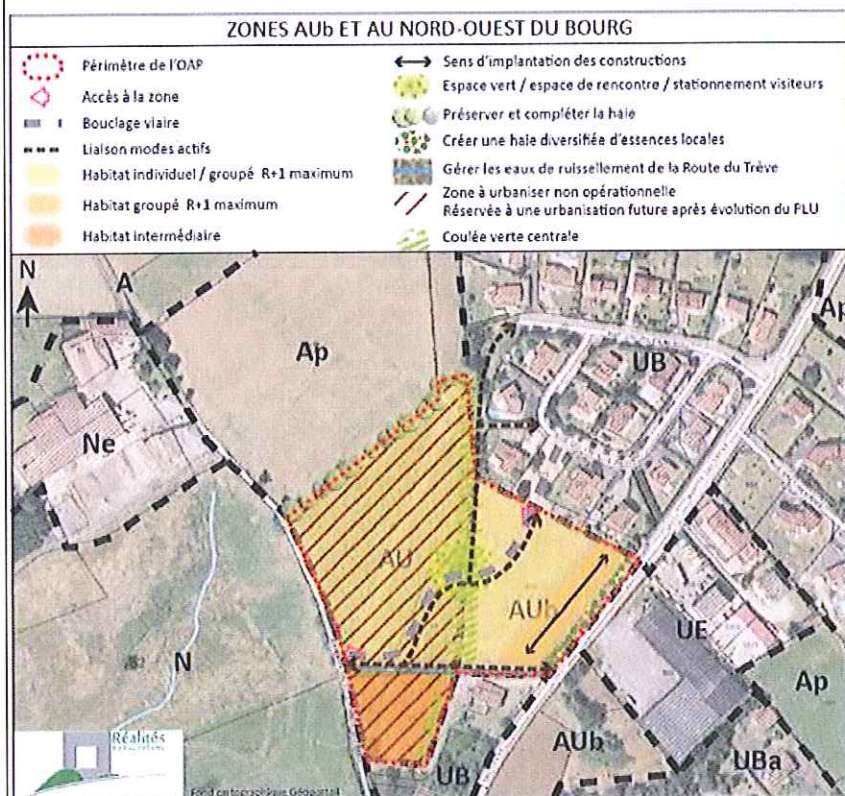 ZONES AUb ET AU NORD-OUEST DU BOURG
Périmètre de l'OAP
Accès à la zone
Bouclage viaire
Liaison modes actifs
Habitat individuel / groupé R+1 maximum
Habitat groupé R+1 maximum
Habitat intermédiaire
Sens d'implantation des constructions
Espace vert / espace de rencontre / stationnement visiteurs
Préserver et compléter la haie
Créer une haie diversifiée d'essences locales
Gérer les eaux de ruissellement de la Route du Trève
Zone à urbaniser non opérationnelle
Réservée à une urbanisation future après évolution du PLU
Coulée verte centrale
N
A
Ap
Ap
UB
Ne
AU
AUb
UE
N
Ap
AUb
UBa
UB
Réalités
Fond cartographique Géoportail